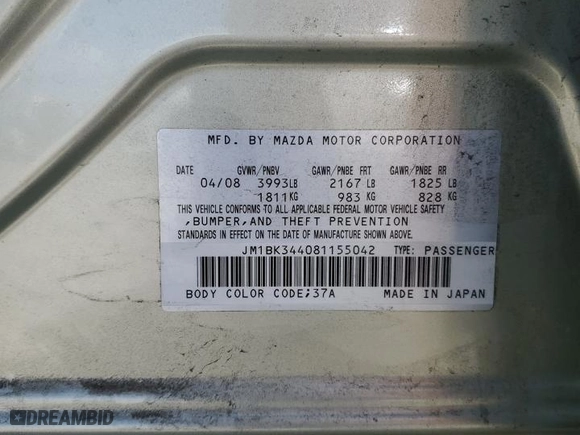 MFD. BY MAZDA MOTOR CORPORATION
DATE GVWR/PNBV GAWR/PNBE FRT GAWR/PNBE RR
04/08 3993LB 2167 LB 1825 LB
1811KG 983 KG 828 KG
THIS VEHICLE CONFORMS TO ALL APPLICABLE FEDERAL MOTOR VEHICLE SAFETY
,BUMPER,AND THEFT PREVENTION
STANDARDS IN EFFECT ON THE DATE OF MANUFACTURE SHOWN ABOVE.
JM1BK344081155042 TYPE: PASSENGER
BODY COLOR CODE;37A MADE IN JAPAN
DREAMBID